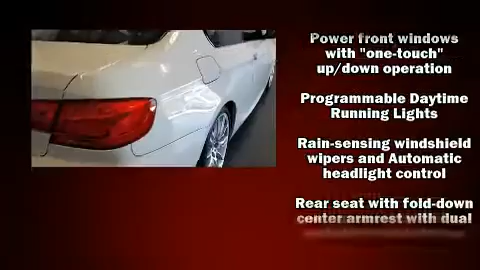 Power front windows
with "one-touch"
up/down operation
Programmable Daytime
Running Lights
Rain-sensing windshield
wipers and Automatic
headlight control
Rear seat with fold-down
center armrest with dual